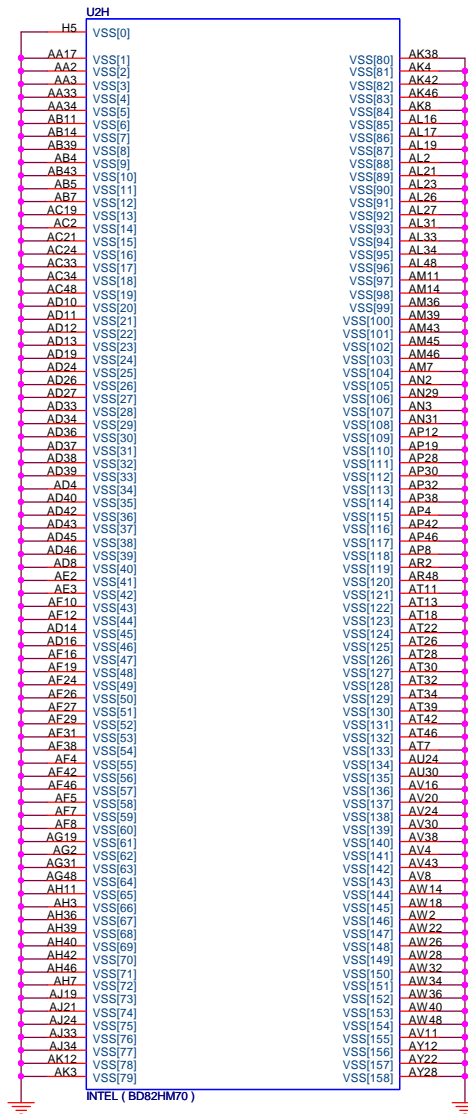 U2H
H5 VSS[0]
AA17 VSS[1] VSS[80] AK38
AA2 VSS[2] VSS[81] AK4
AA3 VSS[3] VSS[82] AK42
AA33 VSS[4] VSS[83] AK46
AA34 VSS[5] VSS[84] AK8
AB11 VSS[6] VSS[85] AL16
AB14 VSS[7] VSS[86] AL17
AB39 VSS[8] VSS[87] AL19
AB4 VSS[9] VSS[88] AL2
AB43 VSS[10] VSS[89] AL21
AB5 VSS[11] VSS[90] AL23
AB7 VSS[12] VSS[91] AL26
AC19 VSS[13] VSS[92] AL27
AC2 VSS[14] VSS[93] AL31
AC21 VSS[15] VSS[94] AL33
AC24 VSS[16] VSS[95] AL34
AC33 VSS[17] VSS[96] AL48
AC34 VSS[18] VSS[97] AM11
AC48 VSS[19] VSS[98] AM14
AD10 VSS[20] VSS[99] AM36
AD11 VSS[21] VSS[100] AM39
AD12 VSS[22] VSS[101] AM43
AD13 VSS[23] VSS[102] AM45
AD19 VSS[24] VSS[103] AM46
AD24 VSS[25] VSS[104] AM7
AD26 VSS[26] VSS[105] AN2
AD27 VSS[27] VSS[106] AN29
AD33 VSS[28] VSS[107] AN3
AD34 VSS[29] VSS[108] AN31
AD36 VSS[30] VSS[109] AP12
AD37 VSS[31] VSS[110] AP19
AD38 VSS[32] VSS[111] AP28
AD39 VSS[33] VSS[112] AP30
AD4 VSS[34] VSS[113] AP32
AD40 VSS[35] VSS[114] AP38
AD42 VSS[36] VSS[115] AP4
AD43 VSS[37] VSS[116] AP42
AD45 VSS[38] VSS[117] AP46
AD46 VSS[39] VSS[118] AP8
AD8 VSS[40] VSS[119] AR2
AE2 VSS[41] VSS[120] AR48
AE3 VSS[42] VSS[121] AT11
AF10 VSS[43] VSS[122] AT13
AF12 VSS[44] VSS[123] AT18
AD14 VSS[45] VSS[124] AT22
AD16 VSS[46] VSS[125] AT26
AF16 VSS[47] VSS[126] AT28
AF19 VSS[48] VSS[127] AT30
AF24 VSS[49] VSS[128] AT32
AF26 VSS[50] VSS[129] AT34
AF27 VSS[51] VSS[130] AT39
AF29 VSS[52] VSS[131] AT42
AF31 VSS[53] VSS[132] AT46
AF38 VSS[54] VSS[133] AT7
AF4 VSS[55] VSS[134] AU24
AF42 VSS[56] VSS[135] AU30
AF46 VSS[57] VSS[136] AV16
AF5 VSS[58] VSS[137] AV20
AF7 VSS[59] VSS[138] AV24
AF8 VSS[60] VSS[139] AV30
AG19 VSS[61] VSS[140] AV38
AG2 VSS[62] VSS[141] AV4
AG31 VSS[63] VSS[142] AV43
AG48 VSS[64] VSS[143] AV8
AH11 VSS[65] VSS[144] AW14
AH3 VSS[66] VSS[145] AW18
AH36 VSS[67] VSS[146] AW2
AH39 VSS[68] VSS[147] AW22
AH40 VSS[69] VSS[148] AW26
AH42 VSS[70] VSS[149] AW28
AH46 VSS[71] VSS[150] AW32
AH7 VSS[72] VSS[151] AW34
AJ19 VSS[73] VSS[152] AW36
AJ21 VSS[74] VSS[153] AW40
AJ24 VSS[75] VSS[154] AW48
AJ33 VSS[76] VSS[155] AV11
AJ34 VSS[77] VSS[156] AY12
AK12 VSS[78] VSS[157] AY22
AK3 VSS[79] VSS[158] AY28
INTEL ( BD82HM70 )